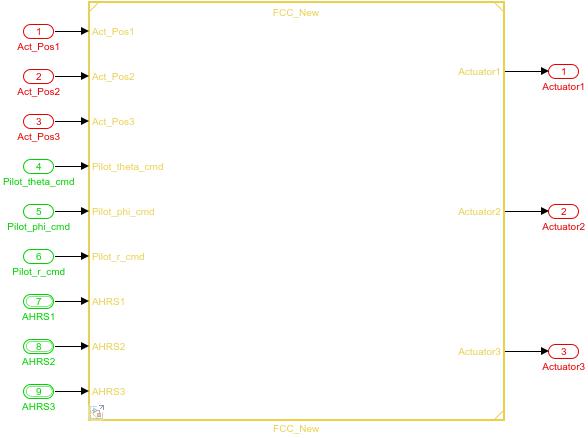 FCC_New
1
Act_Pos1
Act_Pos1
2
Act_Pos2
Act_Pos2
3
Act_Pos3
Act_Pos3
4
Pilot_theta_cmd
Pilot_theta_cmd
5
Pilot_phi_cmd
Pilot_phi_cmd
6
Pilot_r_cmd
Pilot_r_cmd
7
AHRS1
AHRS1
8
AHRS2
AHRS2
9
AHRS3
AHRS3
Actuator1
1
Actuator1
Actuator2
2
Actuator2
Actuator3
3
Actuator3
FCC_New